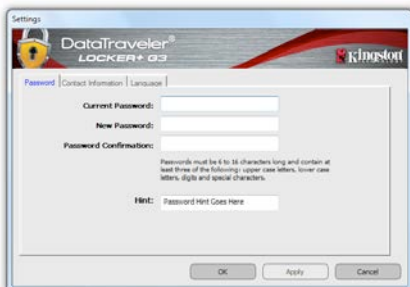 Settings
DataTraveler®
LOCKER+ G3
Kingston
Password
Contact Information
Language
Current Password:
New Password:
Password Confirmation:
Passwords must be 6 to 16 characters long and contain at
least three of the following: upper case letters, lower case
letters, digits and special characters.
Hint:
Password Hint Goes Here
OK
Apply
Cancel